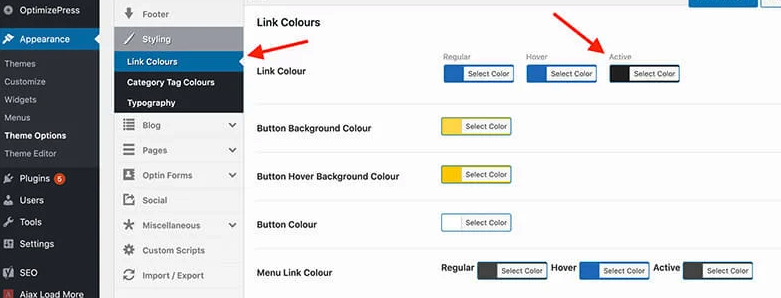 OptimizePress
Appearance
Themes
Customize
Widgets
Menus
Theme Options
Theme Editor
Plugins 5
Users
Tools
Settings
SEO
Ajax Load More
Footer
Styling
Link Colours
Category Tag Colours
Typography
Blog
Pages
Optin Forms
Social
Miscellaneous
Custom Scripts
Import / Export
Link Colours
Regular Hover Active
Link Colour Select Color Select Color Select Color
Button Background Colour Select Color
Button Hover Background Colour Select Color
Button Colour Select Color
Menu Link Colour Regular Select Color Hover Select Color Active Select Color